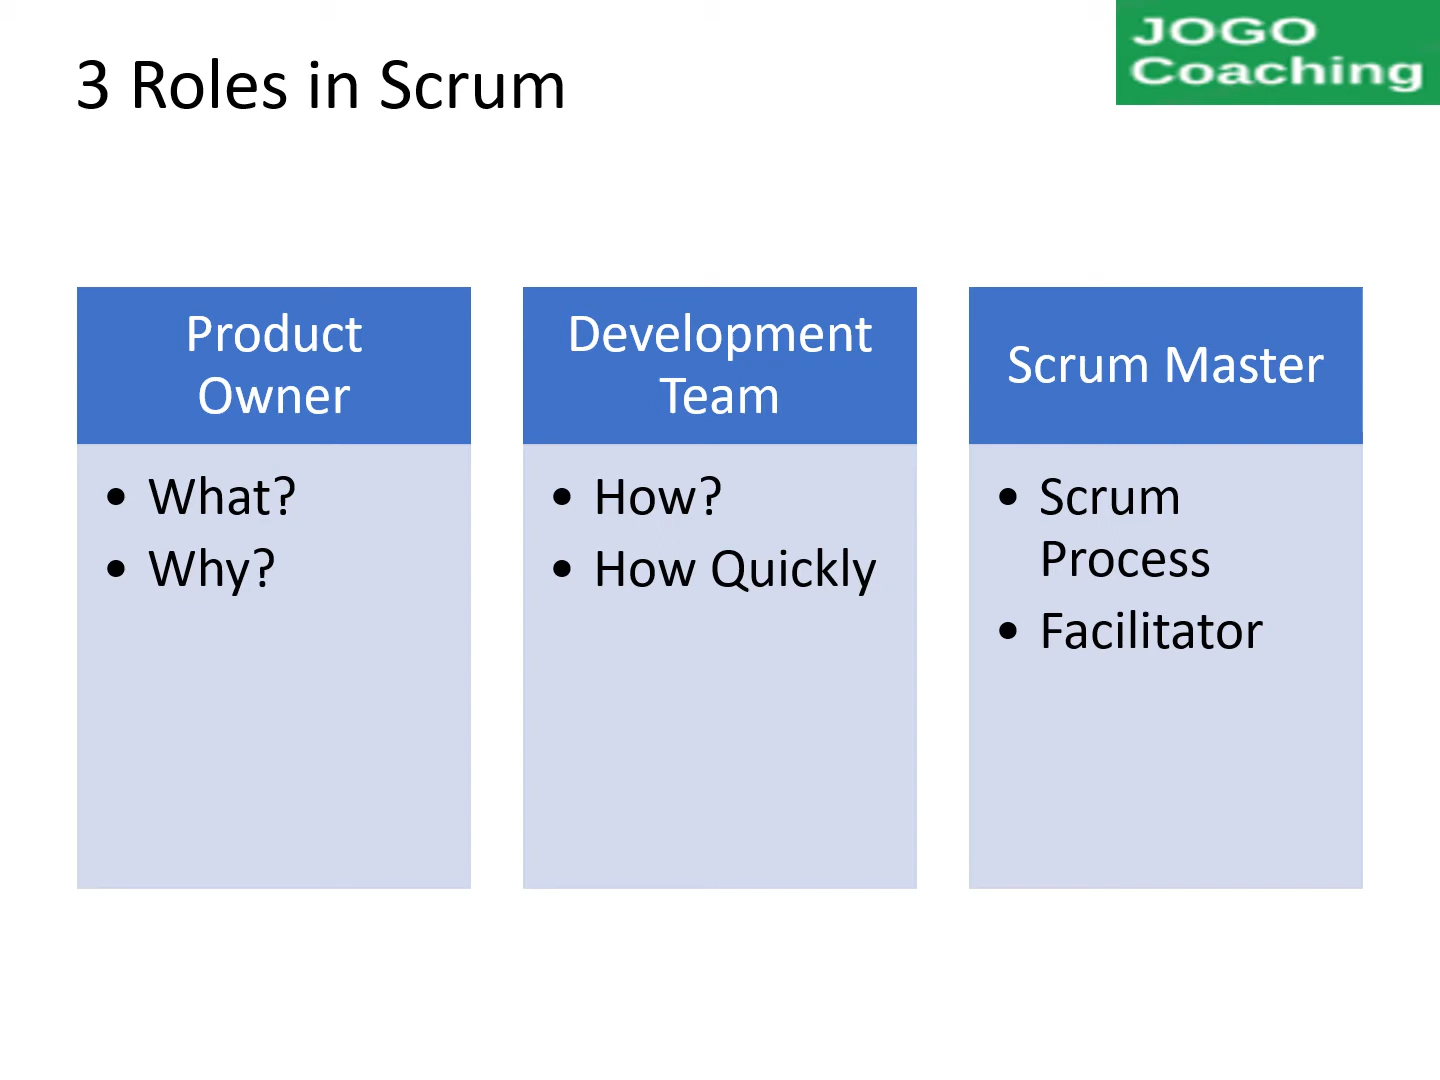 3 Roles in Scrum
JOGO
Coaching
Product
Owner
• What?
• Why?
Development
Team
• How?
• How Quickly
Scrum Master
• Scrum
Process
• Facilitator